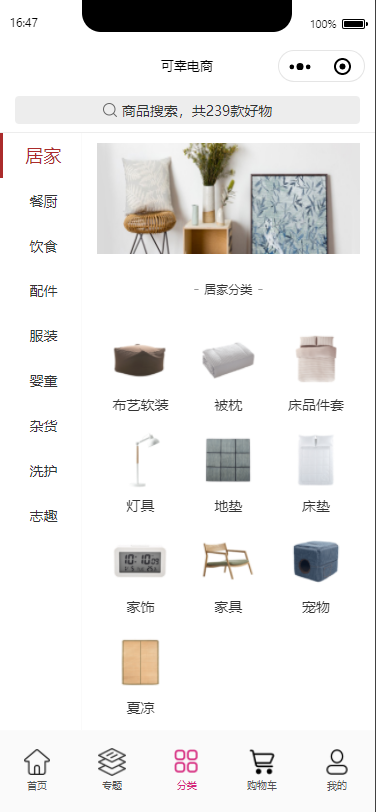 16:47
100%
可幸电商
商品搜索，共239款好物
居家
餐厨
饮食
配件
服装
婴童
杂货
洗护
志趣
- 居家分类 -
布艺软装 被枕 床品件套
灯具 地垫 床垫
10:10
家饰 家具 宠物
夏凉
首页 专题 分类 购物车 我的